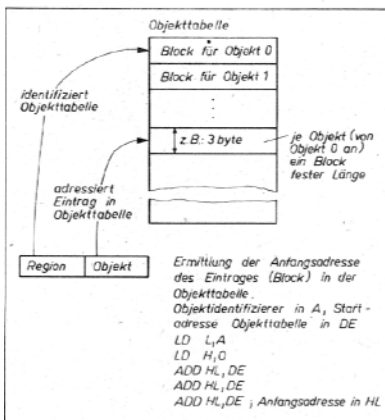 Objekttabelle
Block für Objekt 0
Block für Objekt 1
identifiziert
Objekttabelle
z.B.: 3 byte
je Objekt (von
Objekt 0 an)
ein Block
fester Länge
adressiert
Eintrag in
Objekttabelle
Region
Objekt
Ermittlung der Anfangsadresse
des Eintrages (Block) in der
Objekttabelle.
Objektidentifizierer in A, Start-
adresse Objekttabelle in DE
LD L,A
LD H,0
ADD HL,DE
ADD HL,DE
ADD HL,DE ; Anfangsadresse in HL